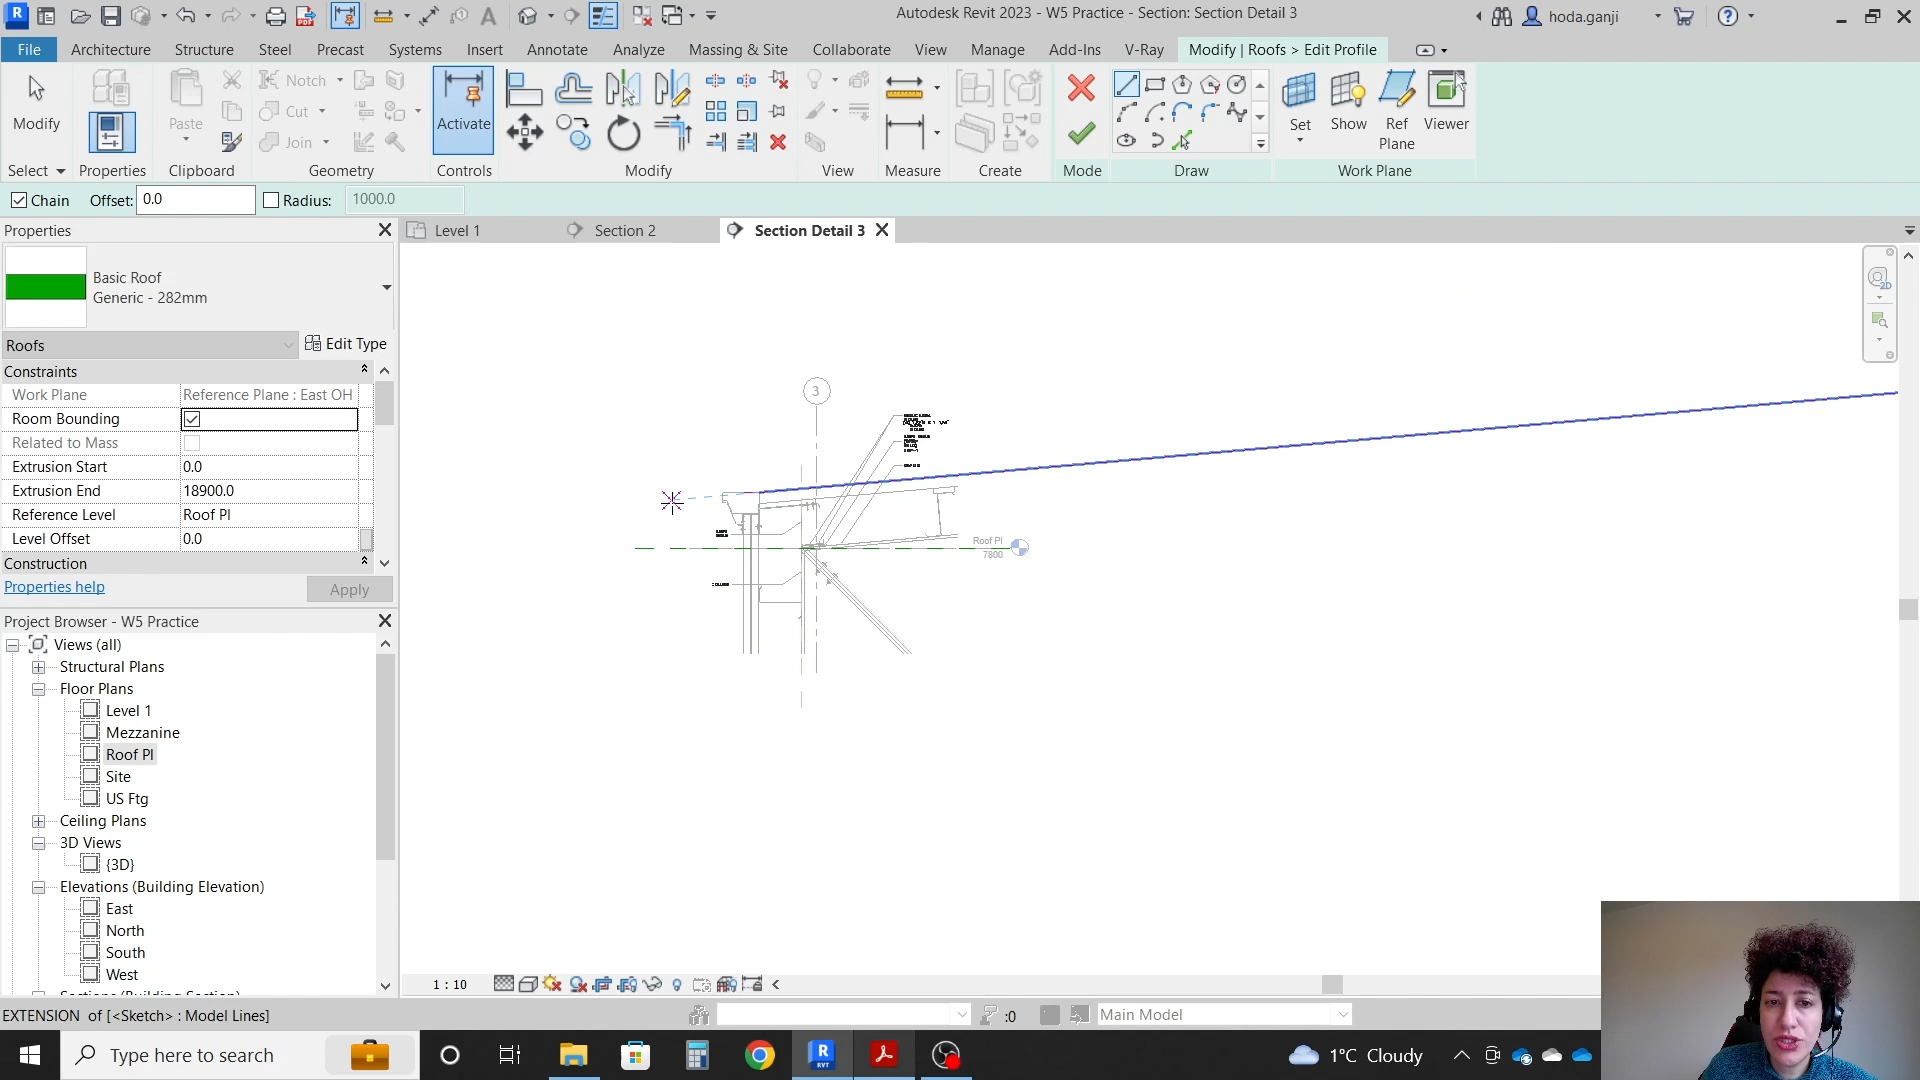 Autodesk Revit 2023 - W5 Practice - Section: Section Detail 3
hoda.ganji
File Architecture Structure Steel Precast Systems Insert Annotate Analyze Massing & Site Collaborate View Manage Add-Ins V-Ray Modify | Roofs > Edit Profile
Modify
Paste
Notch
Cut
Join
Activate
Set
Show
Ref
Plane
Viewer
Select Properties Clipboard Geometry Controls Modify View Measure Create Mode Draw Work Plane
Chain Offset: 0.0 Radius: 1000.0
Properties
Level 1 Section 2 Section Detail 3
Basic Roof
Generic - 282mm
2D
Roofs Edit Type
Constraints
Work Plane Reference Plane : East OH
Room Bounding
Related to Mass
Extrusion Start 0.0
Extrusion End 18900.0
Reference Level Roof Pl
Level Offset 0.0
Construction
Properties help Apply
3
Roof Pl
7800
Project Browser - W5 Practice
Views (all)
Structural Plans
Floor Plans
Level 1
Mezzanine
Roof Pl
Site
US Ftg
Ceiling Plans
3D Views
{3D}
Elevations (Building Elevation)
East
North
South
West
Sections (Building Section)
1 : 10
EXTENSION of [<Sketch> : Model Lines]
:0 Main Model
Type here to search
R
RVT
1°C Cloudy